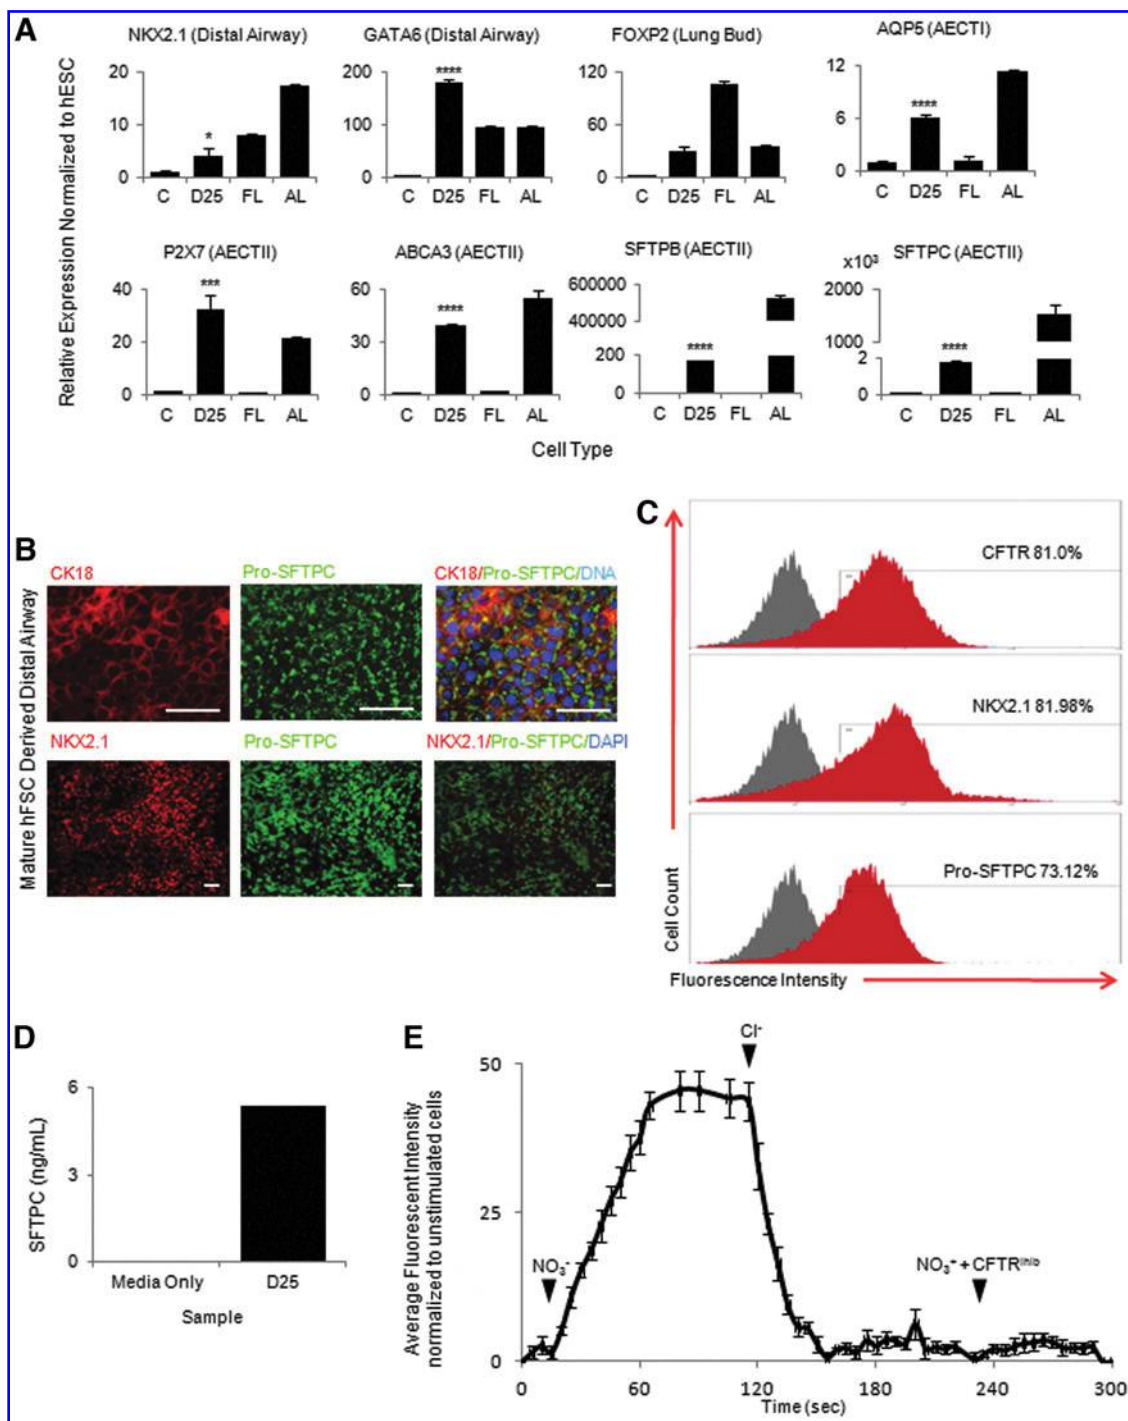 A
NKX2.1 (Distal Airway)
GATA6 (Distal Airway)
FOXP2 (Lung Bud)
AQP5 (AECTI)
Relative Expression Normalized to hESC
20
10
0
C D25 FL AL
*
200
100
0
C D25 FL AL
****
120
60
0
C D25 FL AL
12
6
0
C D25 FL AL
****
P2X7 (AECTII)
ABCA3 (AECTII)
SFTPB (AECTII)
SFTPC (AECTII)
40
20
0
C D25 FL AL
***
60
30
0
C D25 FL AL
****
600000
400000
200
0
C D25 FL AL
****
x10³
2000
1000
2
0
C D25 FL AL
****
Cell Type
B
Mature hESC Derived Distal Airway
CK18
Pro-SFTPC
CK18/Pro-SFTPC/DNA
NKX2.1
Pro-SFTPC
NKX2.1/Pro-SFTPC/DAPI
C
CFTR 81.0%
NKX2.1 81.98%
Pro-SFTPC 73.12%
Cell Count
Fluorescence Intensity
D
SFTPC (ng/mL)
6
3
0
Media Only D25
Sample
E
Average Fluorescent Intensity
normalized to unstimulated cells
50
25
0
NO₃⁻
Cl⁻
NO₃⁻ + CFTRⁱⁿʰⁱᵇ
0 60 120 180 240 300
Time (sec)